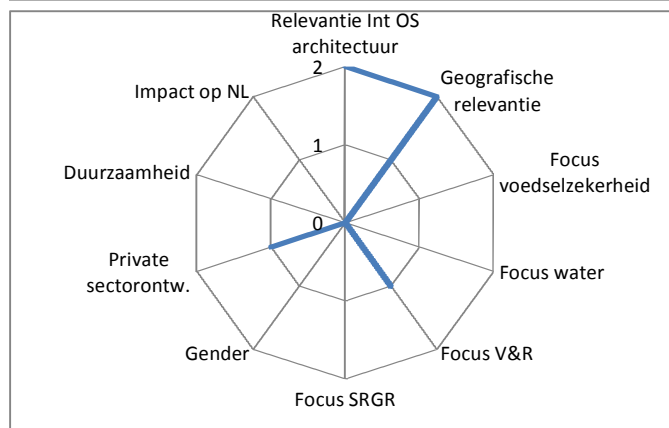 Relevantie Int OS
architectuur
2
Geografische
relevantie
Impact op NL
1
Focus
voedselzekerheid
Duurzaamheid
0
Private
sectorontw.
Focus water
Gender
Focus V&R
Focus SRGR